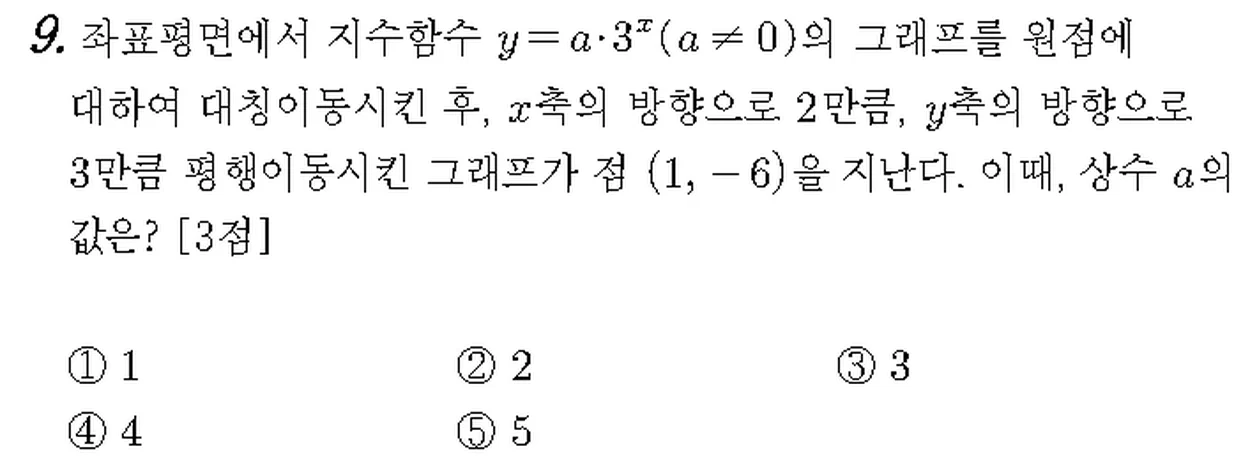 9. 좌표평면에서 지수함수 y=a·3ˣ(a≠0)의 그래프를 원점에
대하여 대칭이동시킨 후, x축의 방향으로 2만큼, y축의 방향으로
3만큼 평행이동시킨 그래프가 점 (1, −6)을 지난다. 이때, 상수 a의
값은? [3점]
① 1 ② 2 ③ 3
④ 4 ⑤ 5